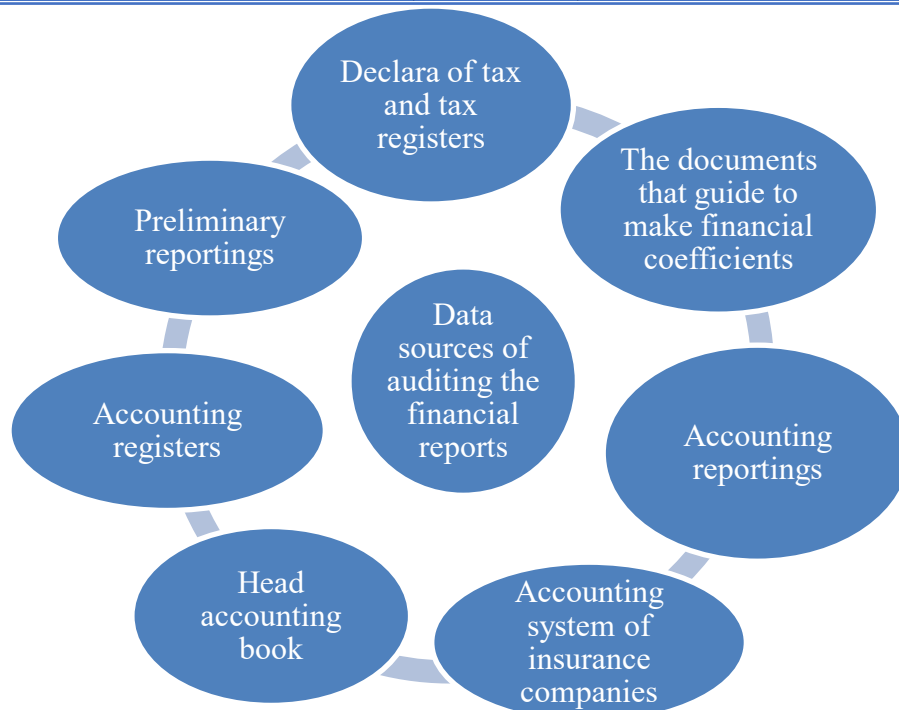 Declara of tax
and tax
registers
The documents
that guide to
make financial
coefficients
Accounting
reportings
Accounting
system of
insurance
companies
Head
accounting
book
Accounting
registers
Preliminary
reportings
Data
sources of
auditing the
financial
reports